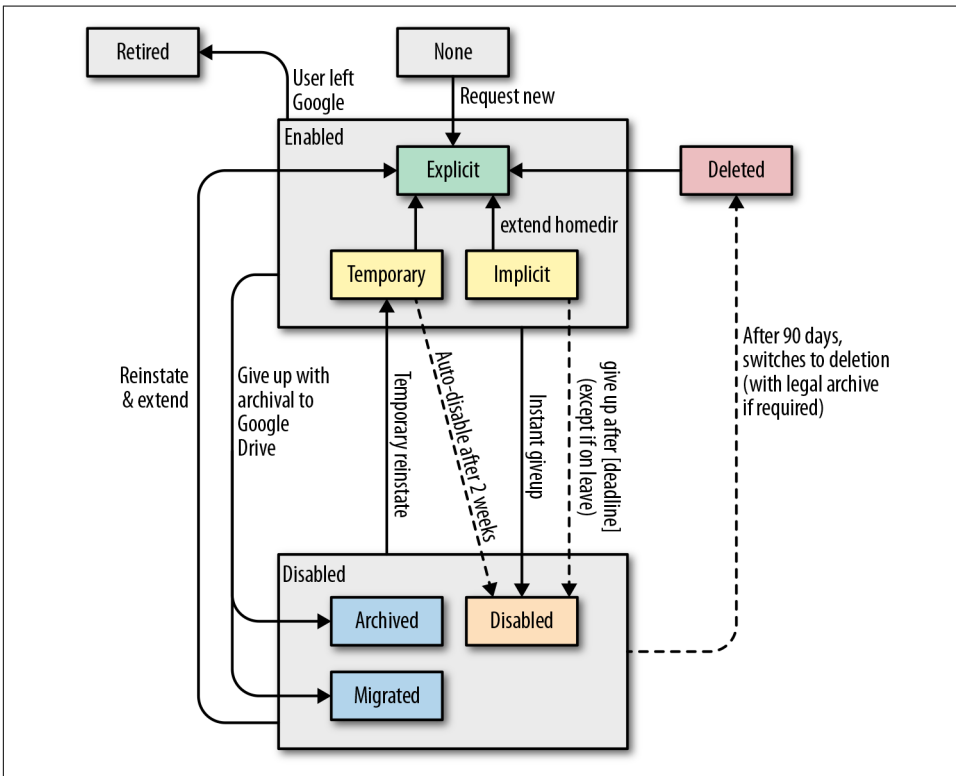 Retired
None
User left
Google
Request new
Enabled
Explicit
Deleted
extend homedir
Temporary
Implicit
Reinstate
& extend
Give up with
archival to
Google
Drive
Temporary reinstate
Auto-disable after 2 weeks
Instant giveup
give up after [deadline]
(except if on leave)
After 90 days,
switches to deletion
(with legal archive
if required)
Disabled
Archived
Disabled
Migrated